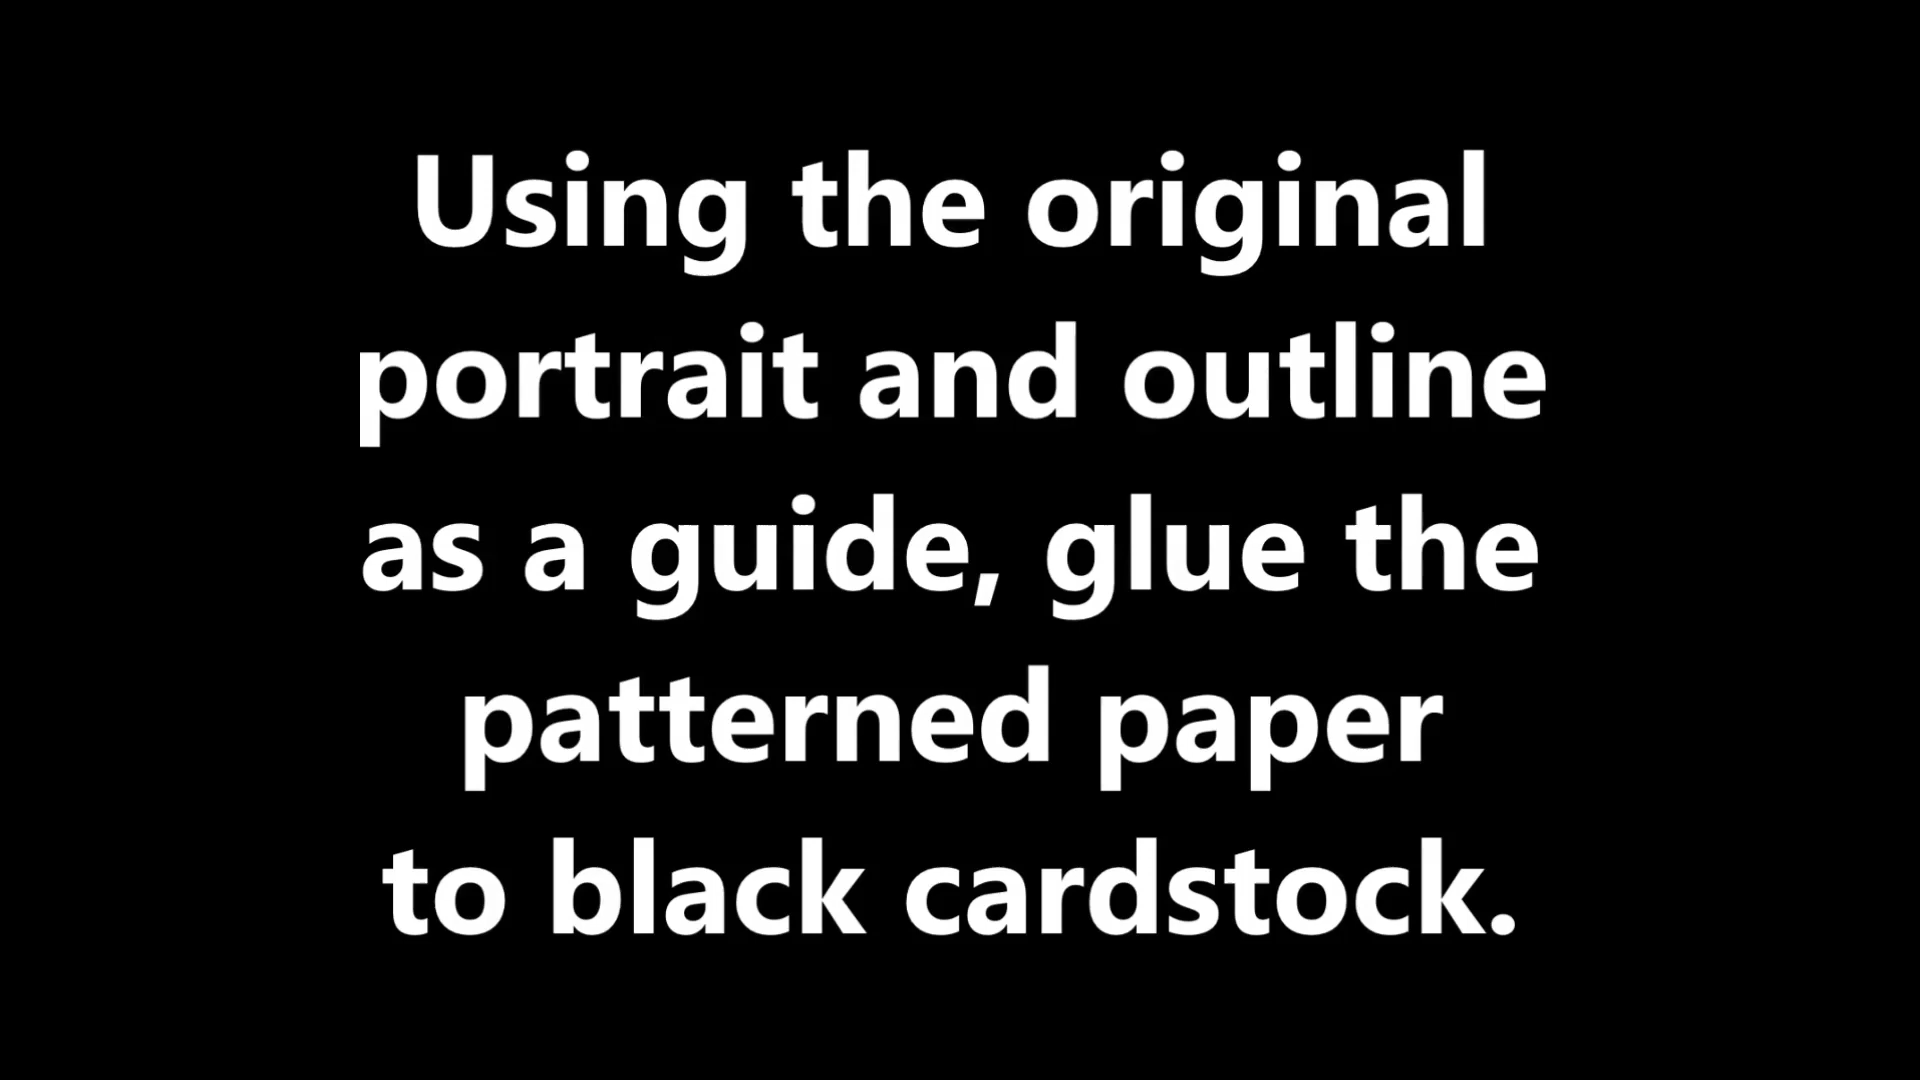 Using the original
portrait and outline
as a guide, glue the
patterned paper
to black cardstock.